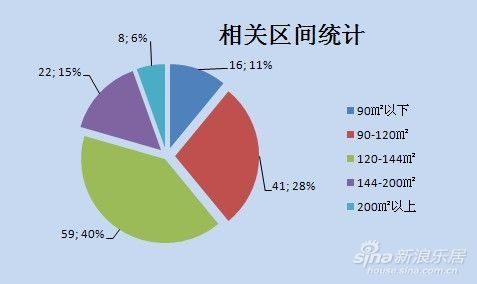 相关区间统计
8; 6%
16; 11%
22; 15%
41; 28%
59; 40%
90㎡以下
90-120㎡
120-144㎡
144-200㎡
200㎡以上
sina新浪乐居
house.sina.com.cn